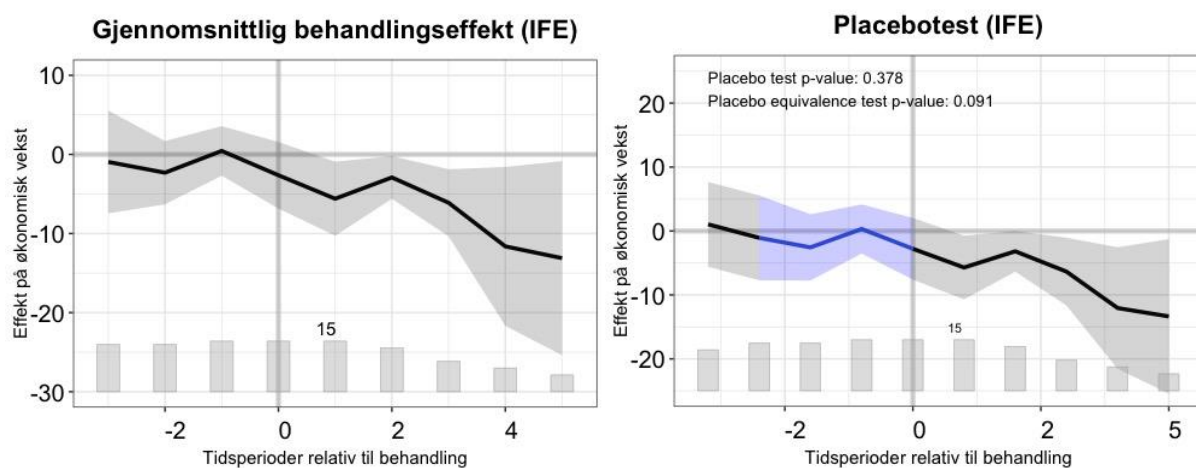 Gjennomsnittlig behandlingseffekt (IFE)
Effekt på økonomisk vekst
10
0
-10
-20
-30
15
-2
0
2
4
Tidsperioder relativ til behandling
Placebotest (IFE)
Placebo test p-value: 0.378
Placebo equivalence test p-value: 0.091
Effekt på økonomisk vekst
20
10
0
-10
-20
15
-2
0
2
5
Tidsperioder relativ til behandling